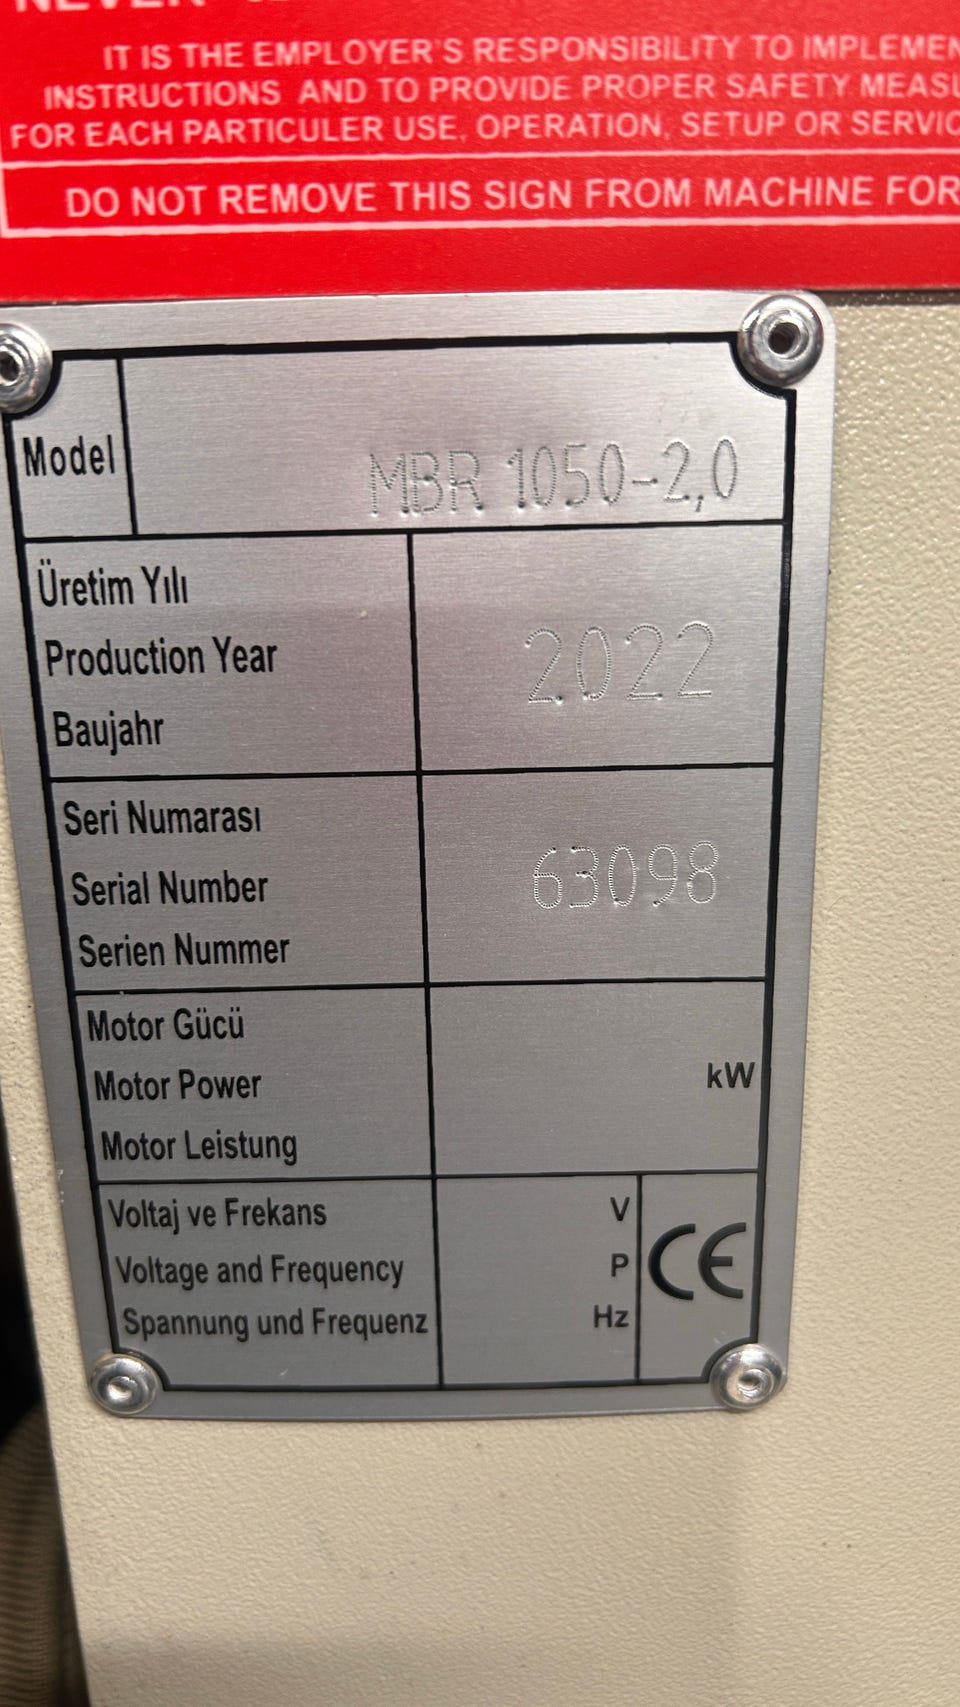 NEVER
IT IS THE EMPLOYER'S RESPONSIBILITY TO IMPLEMEN
INSTRUCTIONS AND TO PROVIDE PROPER SAFETY MEASU
FOR EACH PARTICULER USE, OPERATION, SETUP OR SERVIC
DO NOT REMOVE THIS SIGN FROM MACHINE FOR
Model MBR 1050-2,0
Üretim Yılı
Production Year 2022
Baujahr
Seri Numarası
Serial Number 63098
Serien Nummer
Motor Gücü
Motor Power kW
Motor Leistung
Voltaj ve Frekans V
Voltage and Frequency P CE
Spannung und Frequenz Hz